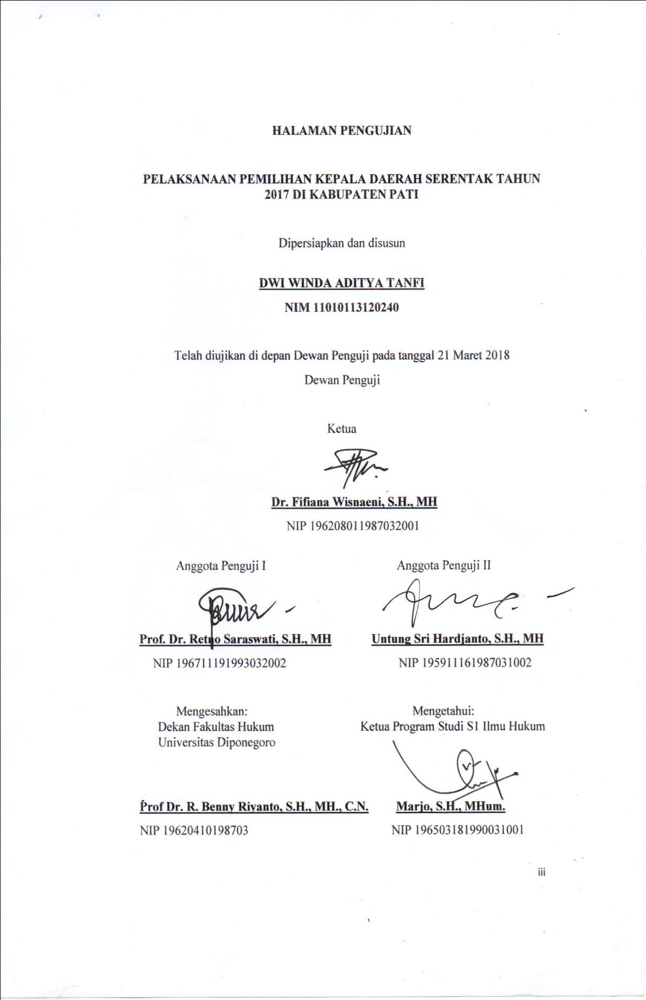 HALAMAN PENGUJIAN
PELAKSANAAN PEMILIHAN KEPALA DAERAH SERENTAK TAHUN
2017 DI KABUPATEN PATI
Dipersiapkan dan disusun
DWI WINDA ADITYA TANFI
NIM 11010113120240
Telah diujikan di depan Dewan Penguji pada tanggal 21 Maret 2018
Dewan Penguji
Ketua
Dr. Fifiana Wisnaeni, S.H., MH
NIP 196208011987032001
Anggota Penguji I
Anggota Penguji II
Prof. Dr. Retno Saraswati, S.H., MH
Untung Sri Hardjanto, S.H., MH
NIP 196711191993032002
NIP 195911161987031002
Mengesahkan:
Dekan Fakultas Hukum
Universitas Diponegoro
Mengetahui:
Ketua Program Studi S1 Ilmu Hukum
Prof Dr. R. Benny Riyanto, S.H., MH., C.N.
NIP 19620410198703
Marjo, S.H., MHum.
NIP 196503181990031001
iii